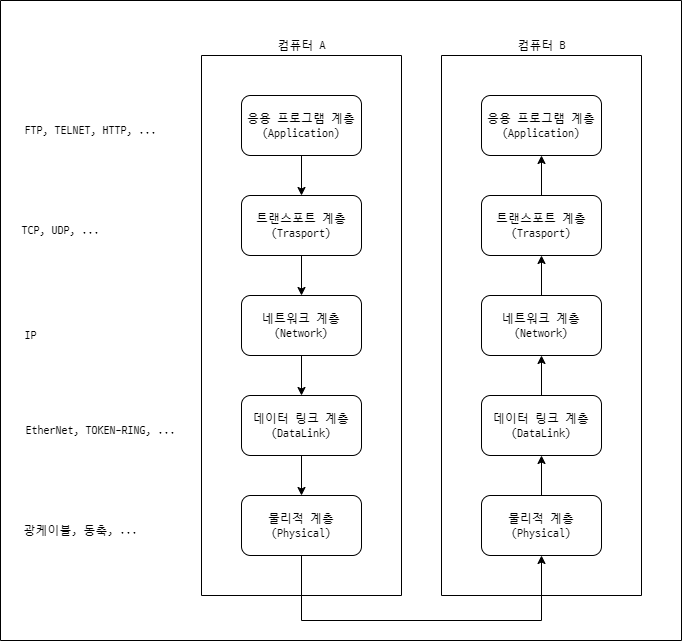 컴퓨터 A
컴퓨터 B
FTP, TELNET, HTTP, ...
응용 프로그램 계층
(Application)
응용 프로그램 계층
(Application)
TCP, UDP, ...
트랜스포트 계층
(Trasport)
트랜스포트 계층
(Trasport)
IP
네트워크 계층
(Network)
네트워크 계층
(Network)
EtherNet, TOKEN-RING, ...
데이터 링크 계층
(DataLink)
데이터 링크 계층
(DataLink)
광케이블, 동축, ...
물리적 계층
(Physical)
물리적 계층
(Physical)